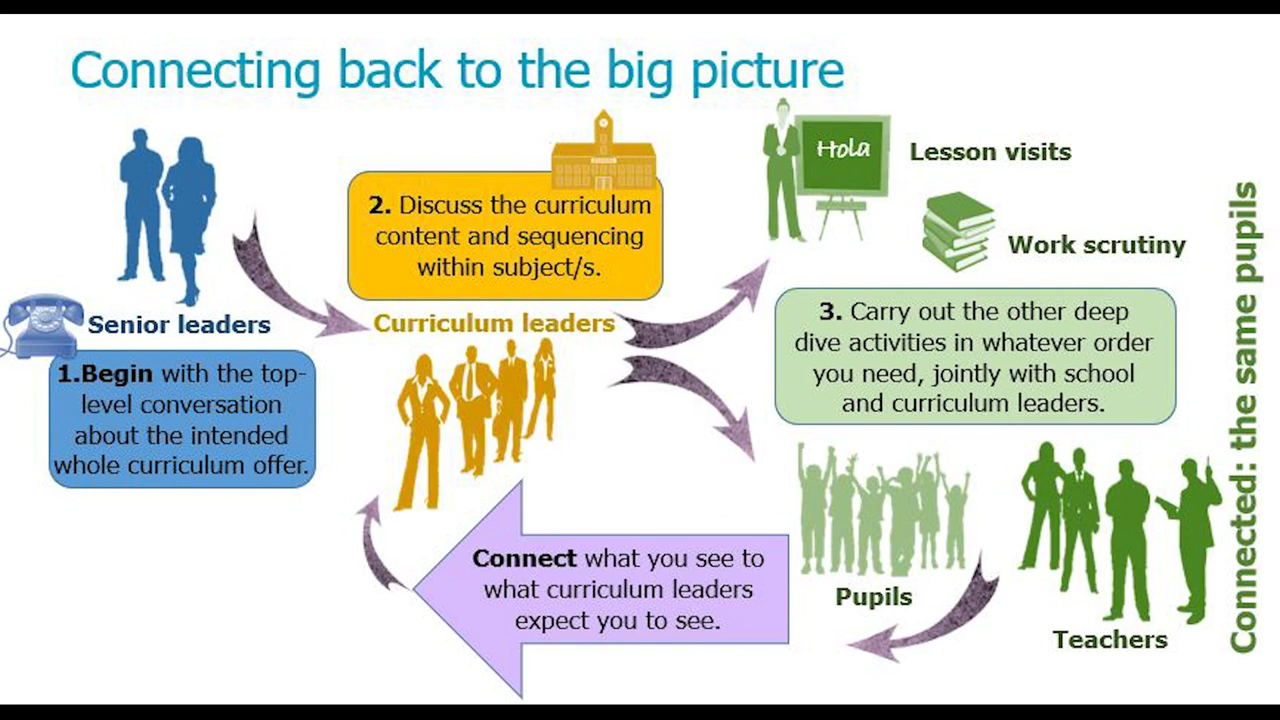 Connecting back to the big picture
Hola
Lesson visits
Work scrutiny
2. Discuss the curriculum
content and sequencing
within subject/s.
Senior leaders
Curriculum leaders
1.Begin with the top-
level conversation
about the intended
whole curriculum offer.
3. Carry out the other deep
dive activities in whatever order
you need, jointly with school
and curriculum leaders.
Connect what you see to
what curriculum leaders
expect you to see.
Pupils
Teachers
Connected: the same pupils